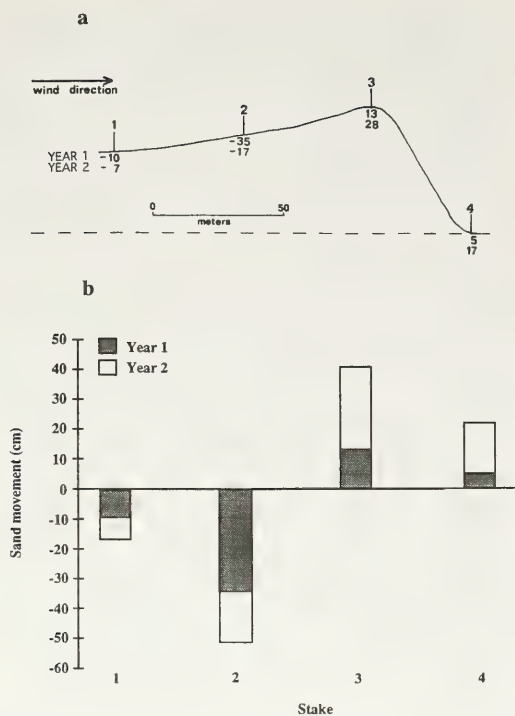 a
wind direction
3
13
28
2
-35
-17
1
YEAR 1 -10
YEAR 2 - 7
0 50
meters
4
5
17
b
50
40
30
20
10
0
-10
-20
-30
-40
-50
-60
Sand movement (cm)
Year 1
Year 2
1 2 3 4
Stake